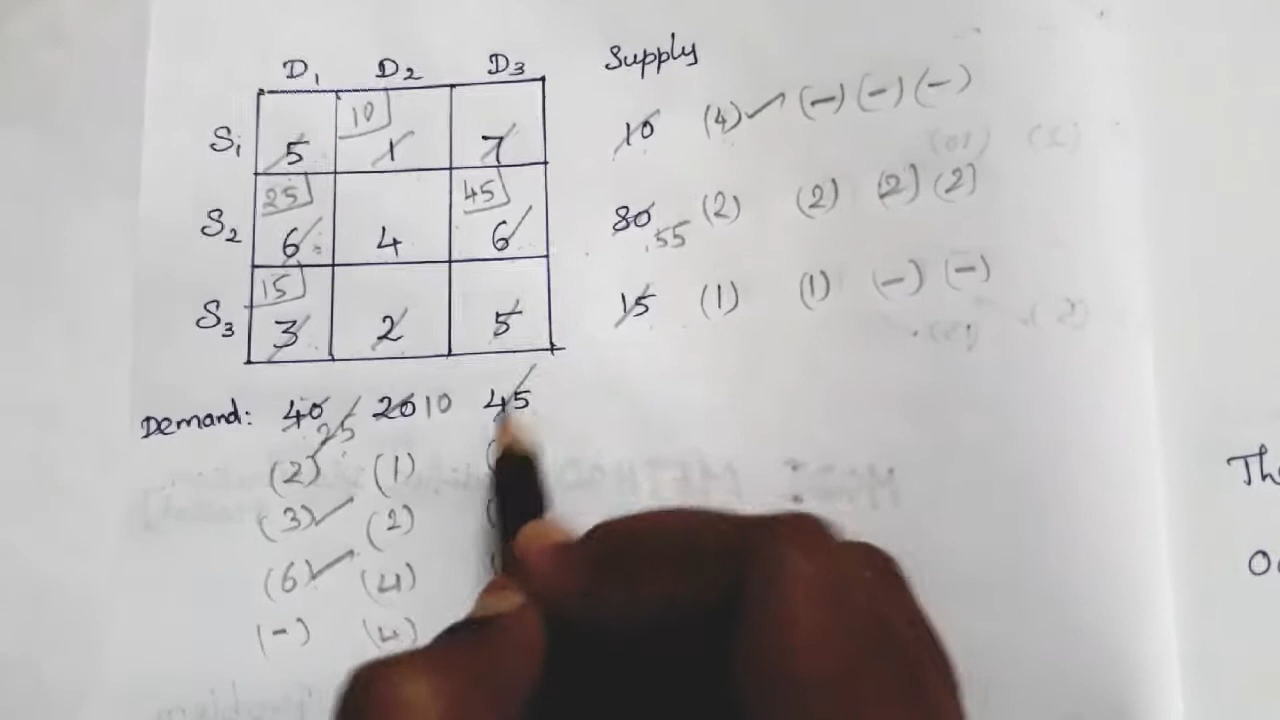 D1 D2 D3 Supply
10
S1 5 1 7 10 (4) (-) (-) (-)
25 45
S2 6 4 6 80 55 (2) (2) (2) (2)
15
S3 3 2 5 15 (1) (1) (-) (-)
Demand: 40 25 20 10 45
(2) (1)
(3) (2)
(6) (4)
(-) (4)